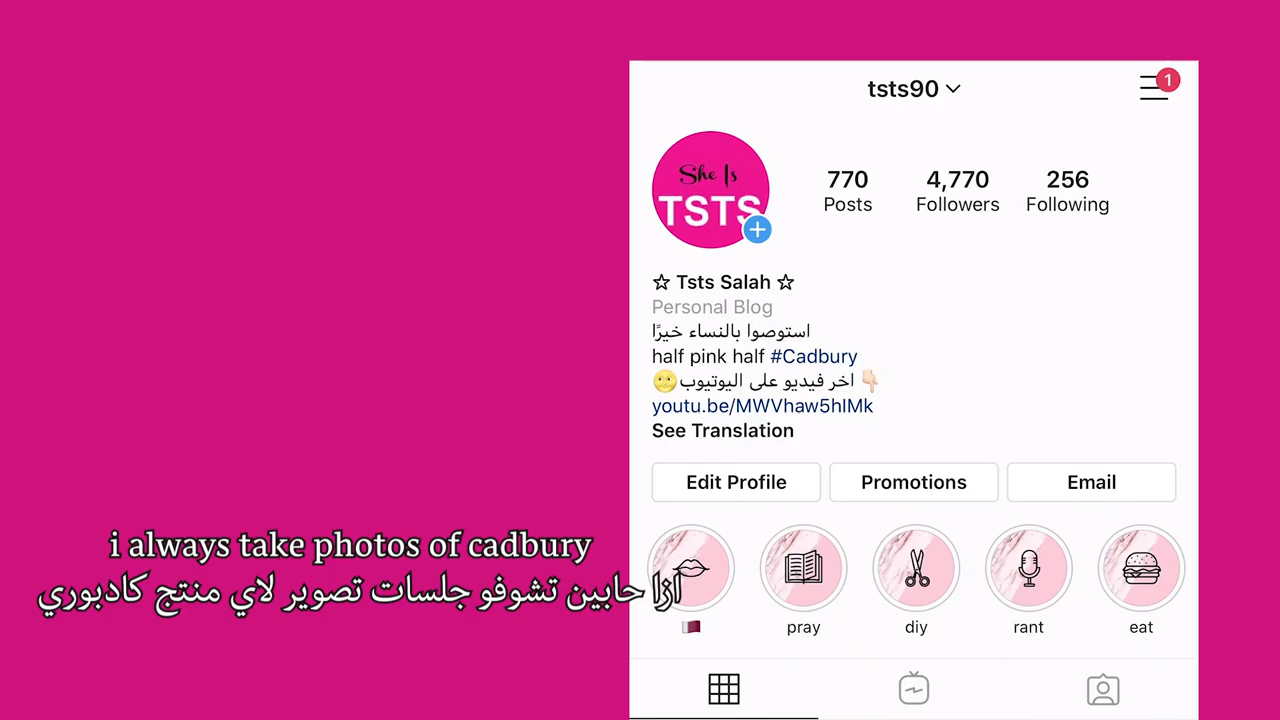 tsts90
1
She Is
TSTS
770
Posts
4,770
Followers
256
Following
☆ Tsts Salah ☆
Personal Blog
استوصوا بالنساء خيرًا
half pink half #Cadbury
👇🏻 اخر فيديو على اليوتيوب🌝
youtu.be/MWVhaw5hIMk
See Translation
Edit Profile
Promotions
Email
i always take photos of cadbury
ازا حابين تشوفو جلسات تصوير لاي منتج كادبوري
🇶🇦
pray
diy
rant
eat